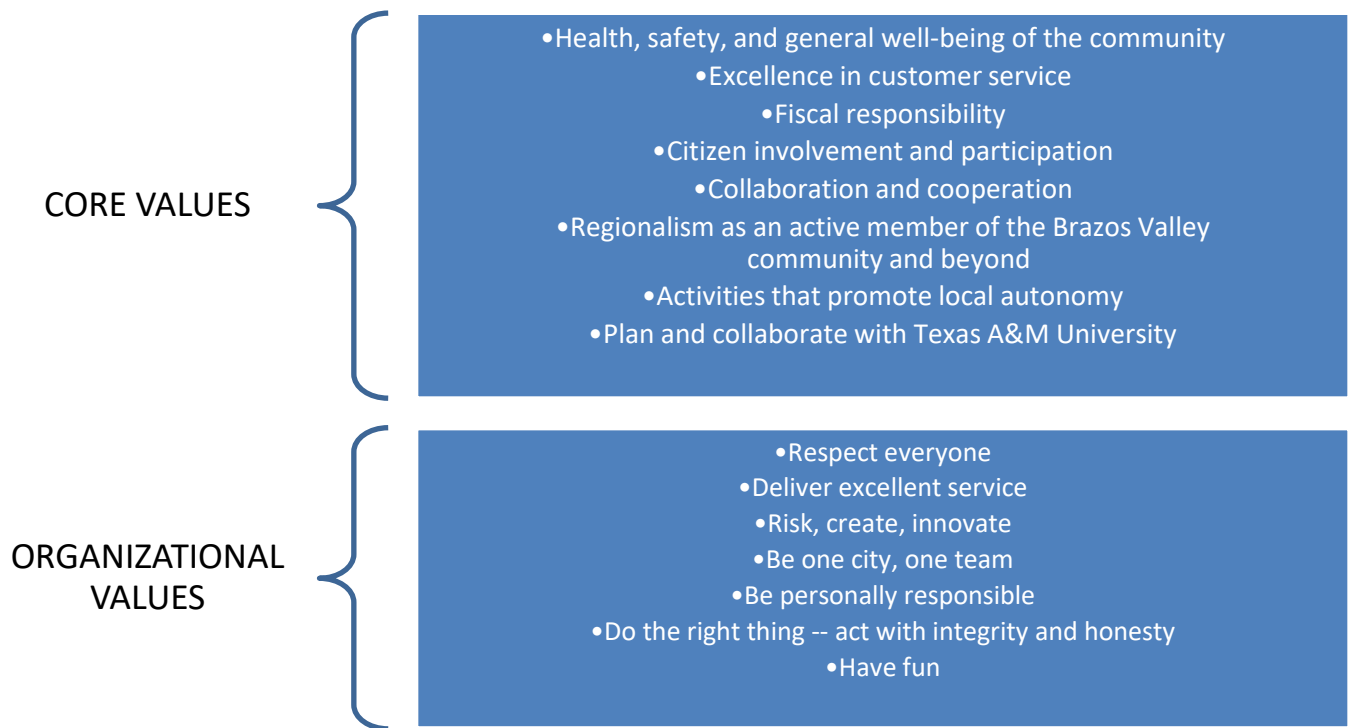 CORE VALUES
•Health, safety, and general well-being of the community
•Excellence in customer service
•Fiscal responsibility
•Citizen involvement and participation
•Collaboration and cooperation
•Regionalism as an active member of the Brazos Valley
community and beyond
•Activities that promote local autonomy
•Plan and collaborate with Texas A&M University
ORGANIZATIONAL
VALUES
•Respect everyone
•Deliver excellent service
•Risk, create, innovate
•Be one city, one team
•Be personally responsible
•Do the right thing -- act with integrity and honesty
•Have fun